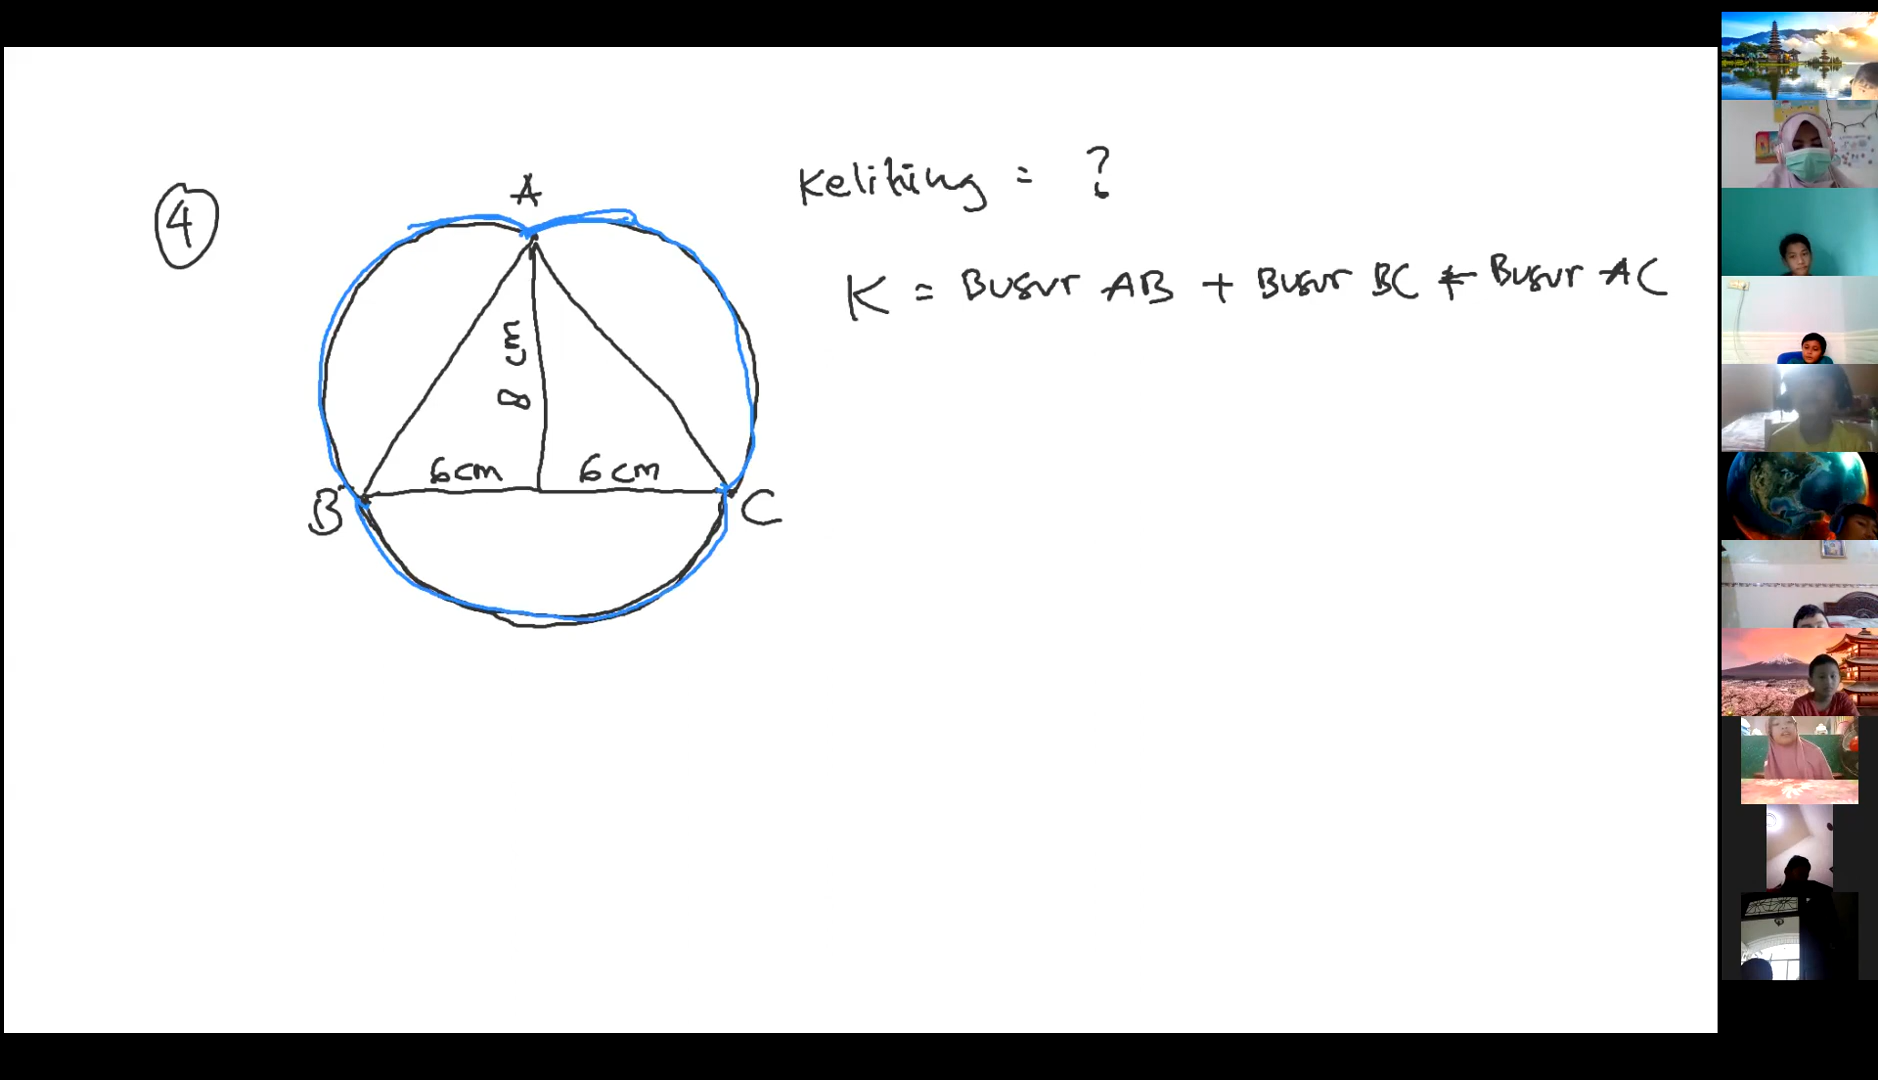 4
Keliling = ?
K = Busur AB + Busur BC + Busur AC
A
8 cm
6 cm 6 cm
B C